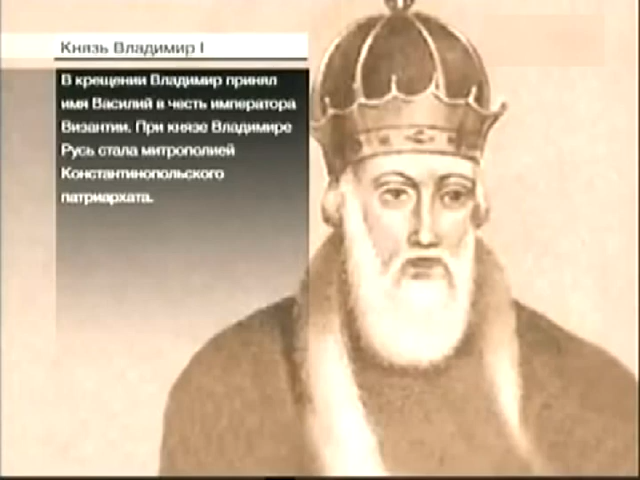 Князь Владимир I
В крещении Владимир принял
имя Василий в честь императора
Византии. При князе Владимире
Русь стала митрополией
Константинопольского
патриархата.